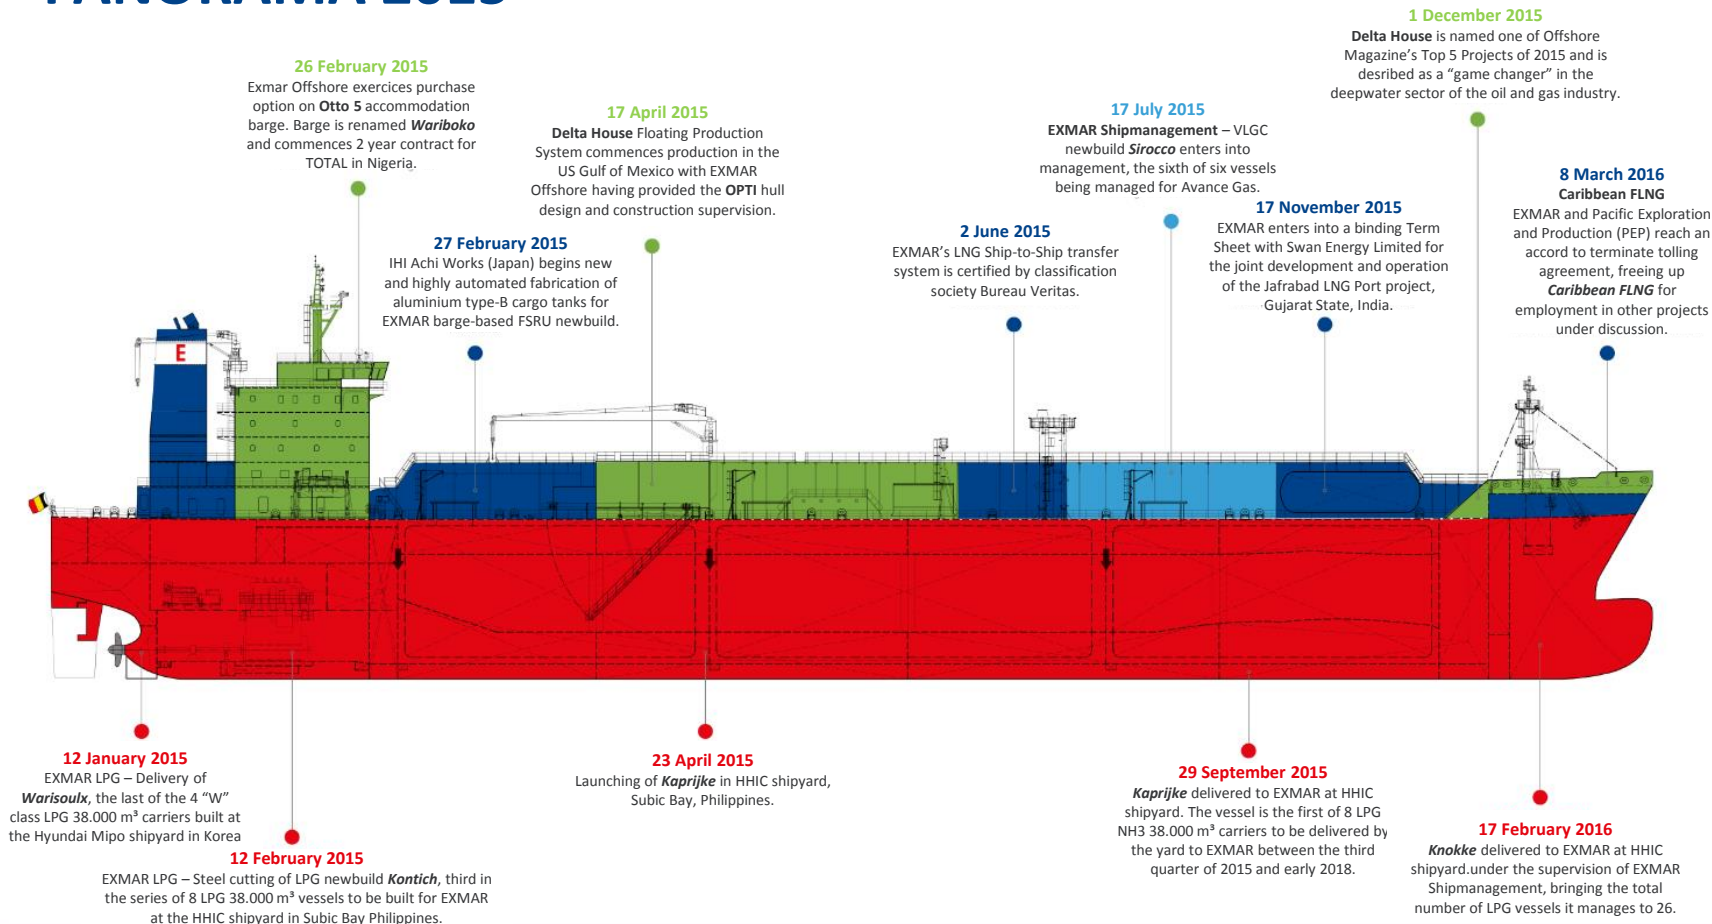 PANORAMA 2015
26 February 2015
Exmar Offshore exercices purchase
option on Otto 5 accommodation
barge. Barge is renamed Wariboko
and commences 2 year contract for
TOTAL in Nigeria.
27 February 2015
IHI Achi Works (Japan) begins new
and highly automated fabrication of
aluminium type-B cargo tanks for
EXMAR barge-based FSRU newbuild.
17 April 2015
Delta House Floating Production
System commences production in the
US Gulf of Mexico with EXMAR
Offshore having provided the OPTI hull
design and construction supervision.
2 June 2015
EXMAR's LNG Ship-to-Ship transfer
system is certified by classification
society Bureau Veritas.
17 July 2015
EXMAR Shipmanagement – VLGC
newbuild Sirocco enters into
management, the sixth of six vessels
being managed for Avance Gas.
17 November 2015
EXMAR enters into a binding Term
Sheet with Swan Energy Limited for
the joint development and operation
of the Jafrabad LNG Port project,
Gujarat State, India.
1 December 2015
Delta House is named one of Offshore
Magazine's Top 5 Projects of 2015 and is
desribed as a “game changer” in the
deepwater sector of the oil and gas industry.
8 March 2016
Caribbean FLNG
EXMAR and Pacific Exploration
and Production (PEP) reach an
accord to terminate tolling
agreement, freeing up
Caribbean FLNG for
employment in other projects
under discussion.
E
12 January 2015
EXMAR LPG – Delivery of
Warisoulx, the last of the 4 “W”
class LPG 38.000 m³ carriers built at
the Hyundai Mipo shipyard in Korea
12 February 2015
EXMAR LPG – Steel cutting of LPG newbuild Kontich, third in
the series of 8 LPG 38.000 m³ vessels to be built for EXMAR
at the HHIC shipyard in Subic Bay Philippines.
23 April 2015
Launching of Kaprijke in HHIC shipyard,
Subic Bay, Philippines.
29 September 2015
Kaprijke delivered to EXMAR at HHIC
shipyard. The vessel is the first of 8 LPG
NH3 38.000 m³ carriers to be delivered by
the yard to EXMAR between the third
quarter of 2015 and early 2018.
17 February 2016
Knokke delivered to EXMAR at HHIC
shipyard.under the supervision of EXMAR
Shipmanagement, bringing the total
number of LPG vessels it manages to 26.